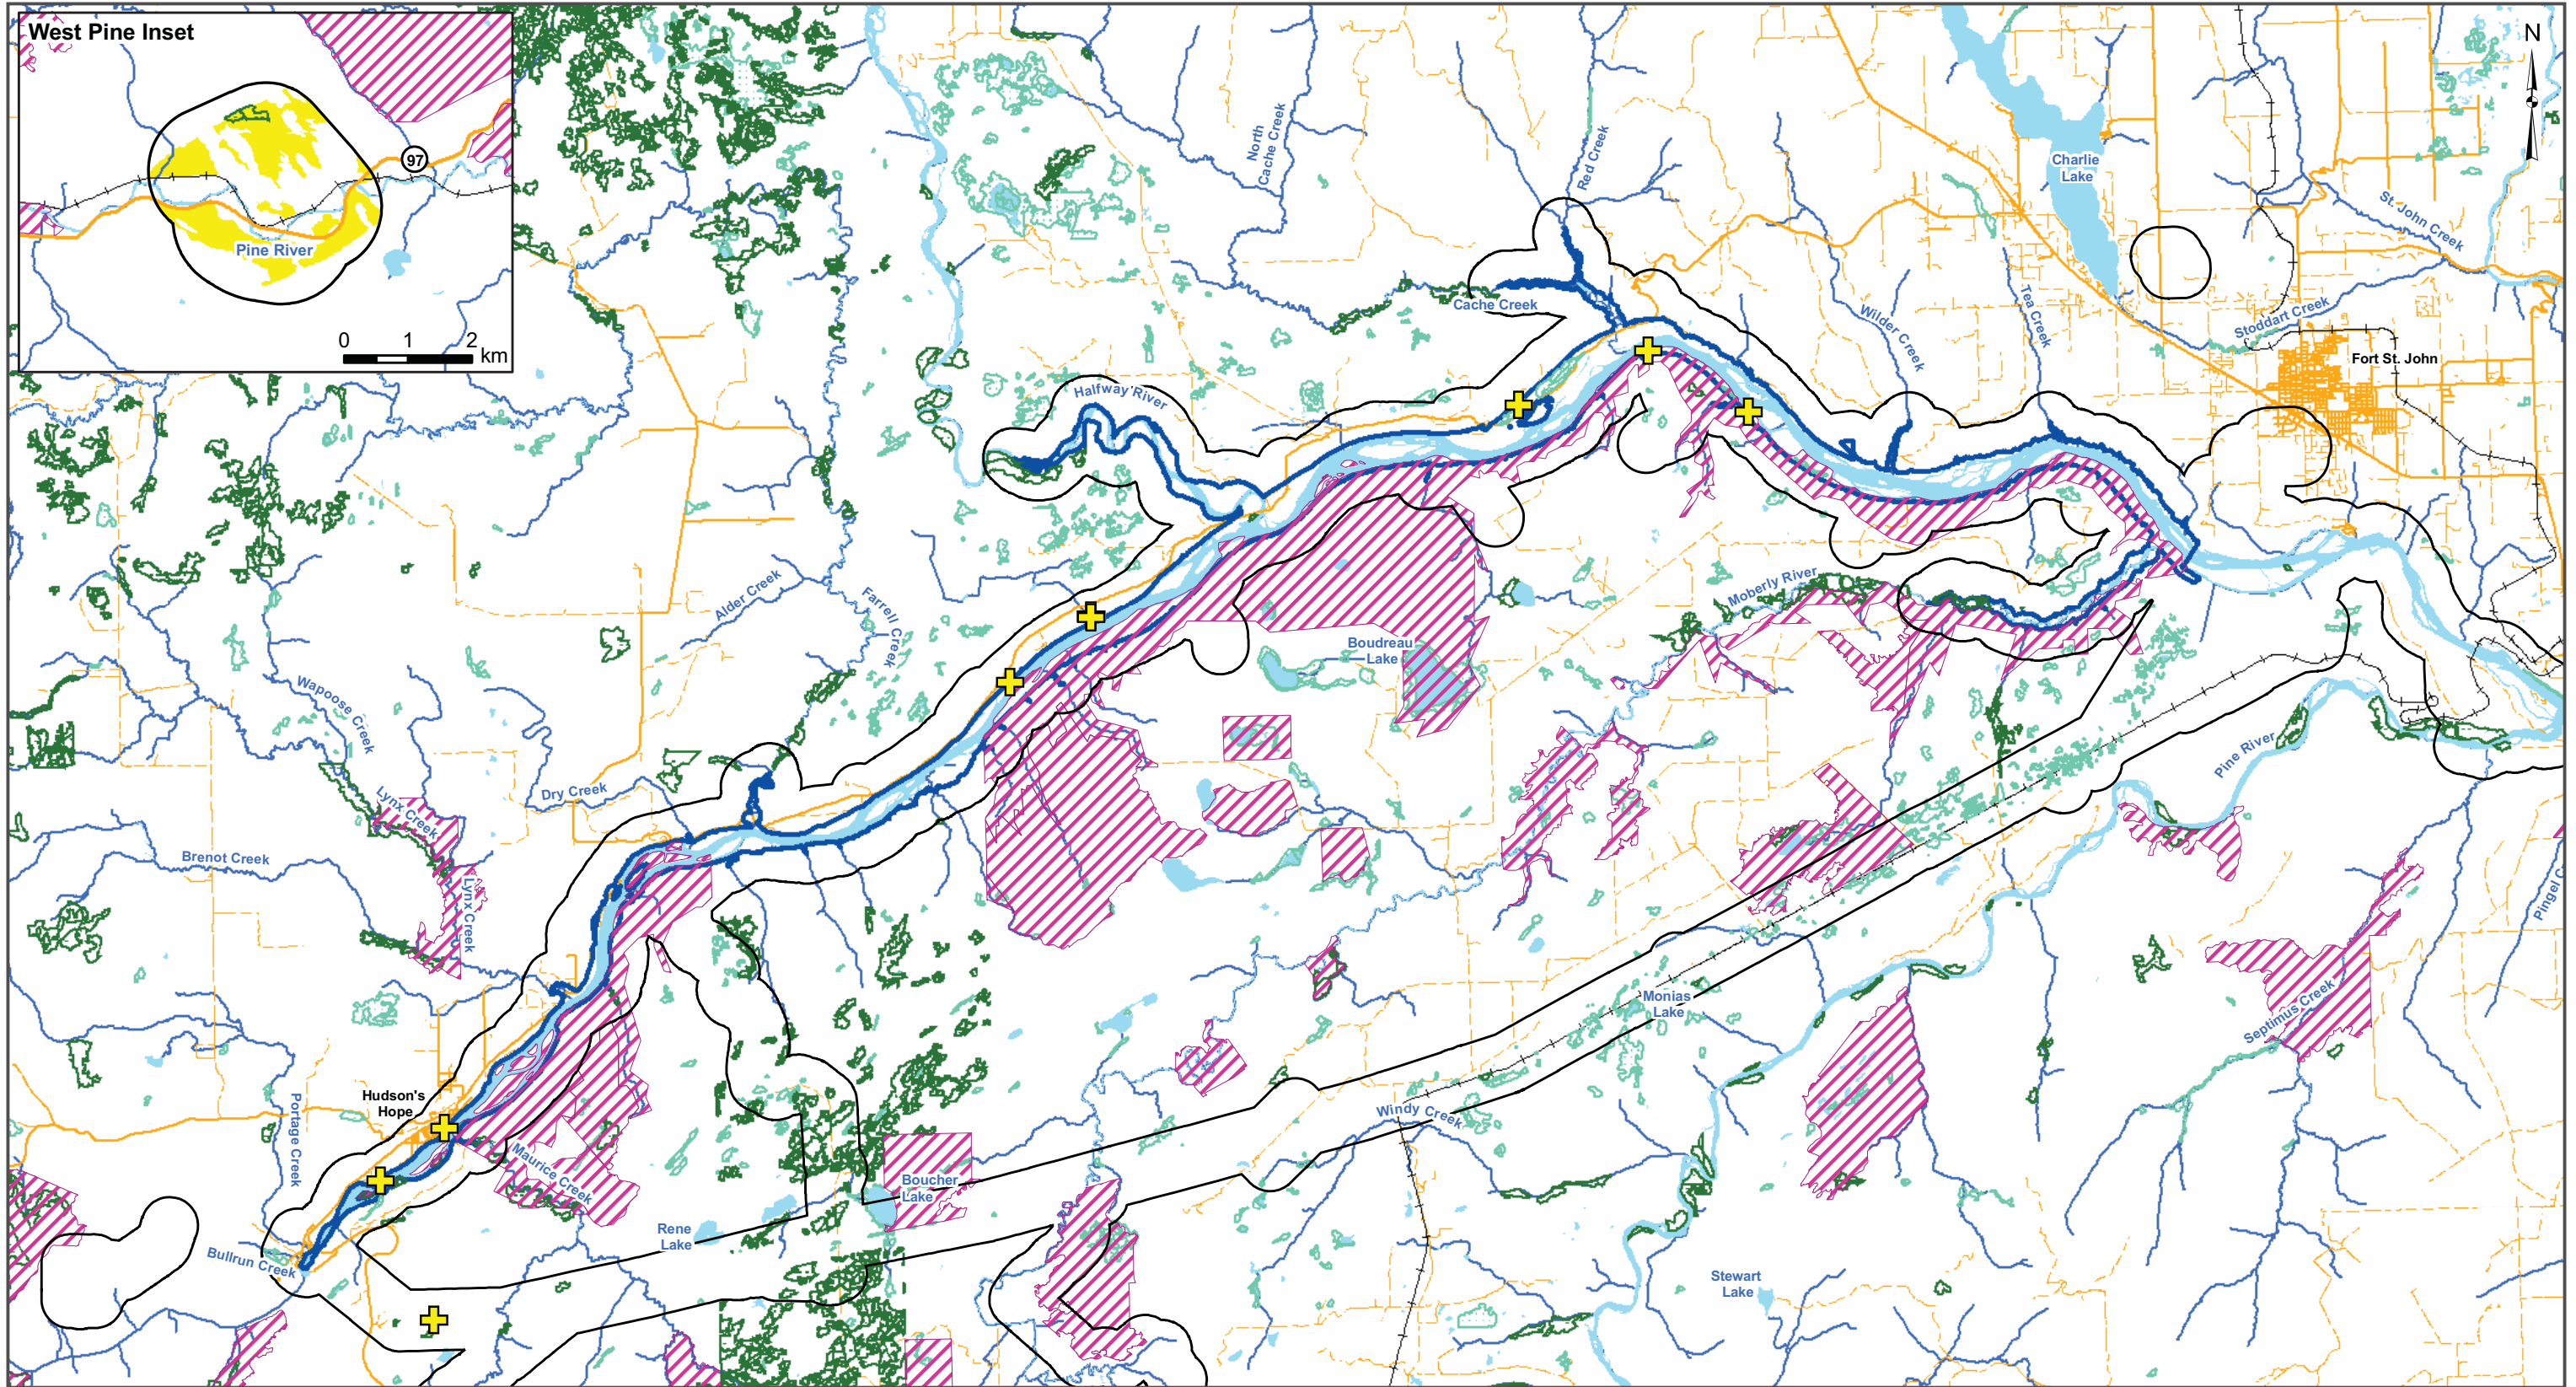 West Pine Inset
97
Pine River
0 1 2
km
N
North
Cache Creek
Red Creek
Charlie
Lake
St. John Creek
Cache Creek
Wilder Creek
Tea Creek
Stoddart Creek
Fort St. John
Halfway River
Alder Creek
Farrell Creek
Moberly River
Boudreau
Lake
Wapoose Creek
Lynx Creek
Dry Creek
Pine River
Brenot Creek
Lynx Creek
Monias
Lake
Septimus Creek
Hudson's
Hope
Portage Creek
Maurice Creek
Windy Creek
Boucher
Lake
Rene
Lake
Bullrun Creek
Stewart
Lake